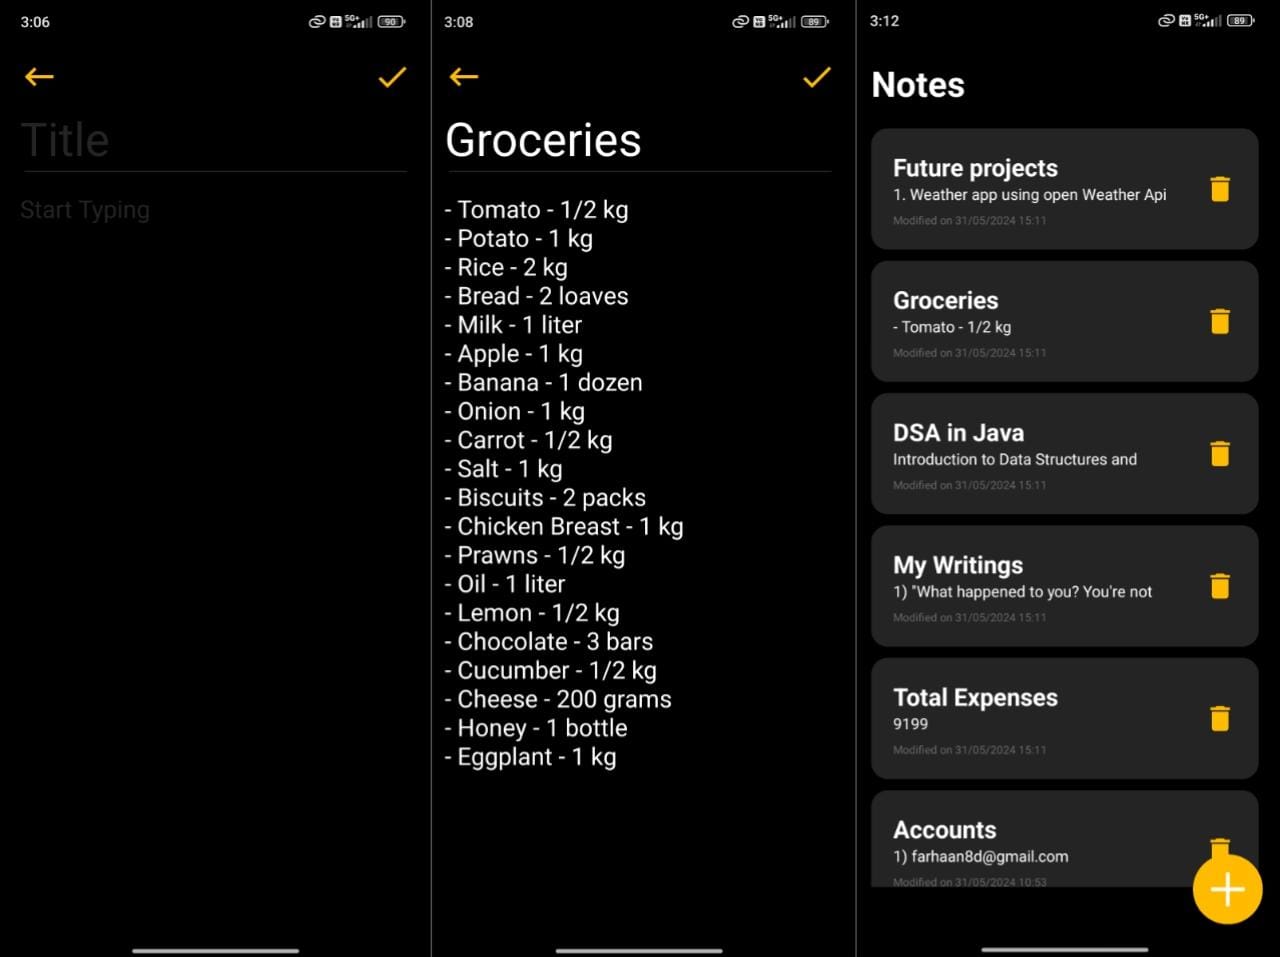 3:06
5G+
90
Title
Start Typing
3:08
5G+
89
Groceries
- Tomato - 1/2 kg
- Potato - 1 kg
- Rice - 2 kg
- Bread - 2 loaves
- Milk - 1 liter
- Apple - 1 kg
- Banana - 1 dozen
- Onion - 1 kg
- Carrot - 1/2 kg
- Salt - 1 kg
- Biscuits - 2 packs
- Chicken Breast - 1 kg
- Prawns - 1/2 kg
- Oil - 1 liter
- Lemon - 1/2 kg
- Chocolate - 3 bars
- Cucumber - 1/2 kg
- Cheese - 200 grams
- Honey - 1 bottle
- Eggplant - 1 kg
3:12
5G+
89
Notes
Future projects
1. Weather app using open Weather Api
Modified on 31/05/2024 15:11
Groceries
- Tomato - 1/2 kg
Modified on 31/05/2024 15:11
DSA in Java
Introduction to Data Structures and
Modified on 31/05/2024 15:11
My Writings
1) "What happened to you? You're not
Modified on 31/05/2024 15:11
Total Expenses
9199
Modified on 31/05/2024 15:11
Accounts
1) farhaan8d@gmail.com
Modified on 31/05/2024 10:53